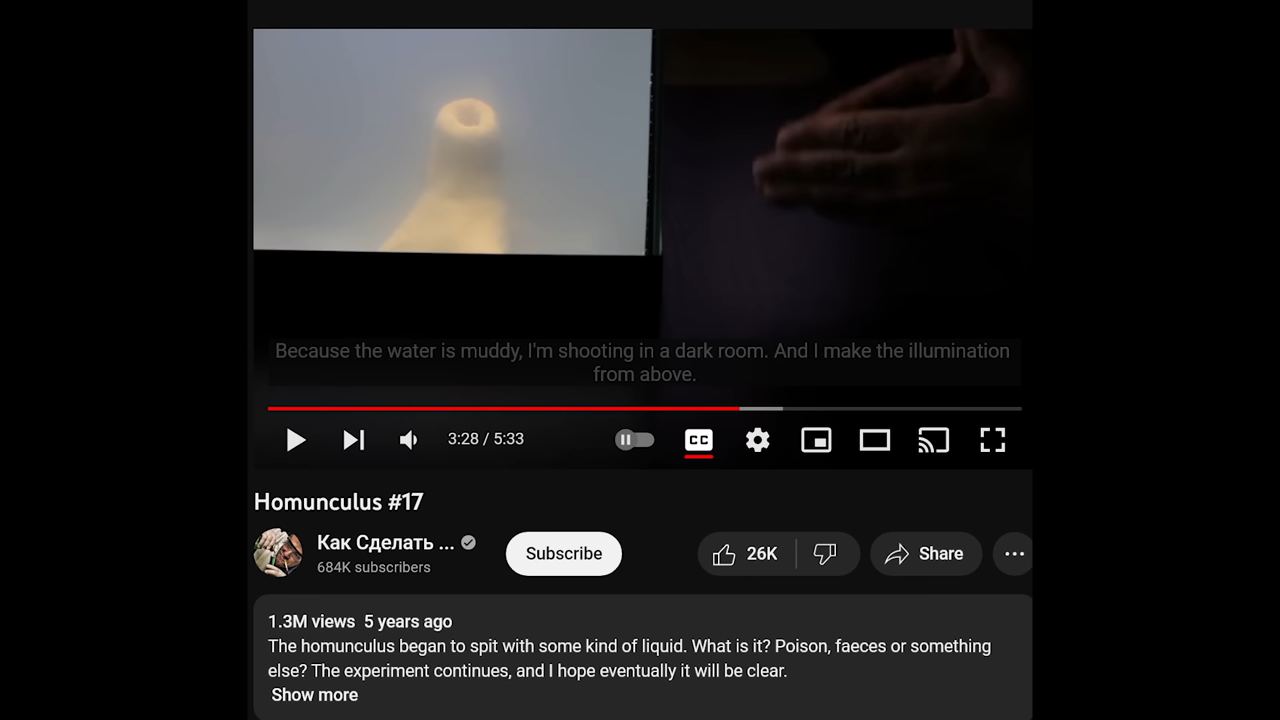 Because the water is muddy, I'm shooting in a dark room. And I make the illumination
from above.
3:28 / 5:33
CC
Homunculus #17
Как Сделать ...
684K subscribers
Subscribe
26K
Share
1.3M views 5 years ago
The homunculus began to spit with some kind of liquid. What is it? Poison, faeces or something
else? The experiment continues, and I hope eventually it will be clear.
Show more